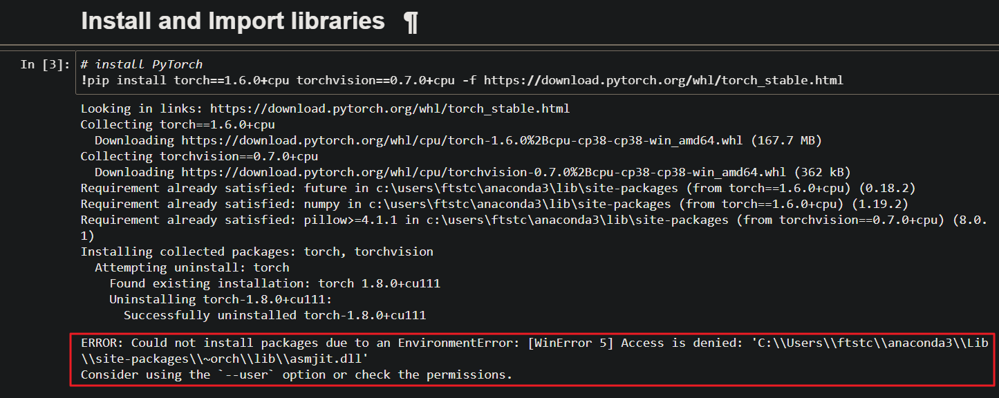 Install and Import libraries ¶
In [3]: # install PyTorch
!pip install torch==1.6.0+cpu torchvision==0.7.0+cpu -f https://download.pytorch.org/whl/torch_stable.html
Looking in links: https://download.pytorch.org/whl/torch_stable.html
Collecting torch==1.6.0+cpu
  Downloading https://download.pytorch.org/whl/cpu/torch-1.6.0%2Bcpu-cp38-cp38-win_amd64.whl (167.7 MB)
Collecting torchvision==0.7.0+cpu
  Downloading https://download.pytorch.org/whl/cpu/torchvision-0.7.0%2Bcpu-cp38-cp38-win_amd64.whl (362 kB)
Requirement already satisfied: future in c:\users\ftstc\anaconda3\lib\site-packages (from torch==1.6.0+cpu) (0.18.2)
Requirement already satisfied: numpy in c:\users\ftstc\anaconda3\lib\site-packages (from torch==1.6.0+cpu) (1.19.2)
Requirement already satisfied: pillow>=4.1.1 in c:\users\ftstc\anaconda3\lib\site-packages (from torchvision==0.7.0+cpu) (8.0.
1)
Installing collected packages: torch, torchvision
  Attempting uninstall: torch
    Found existing installation: torch 1.8.0+cu111
    Uninstalling torch-1.8.0+cu111:
      Successfully uninstalled torch-1.8.0+cu111
ERROR: Could not install packages due to an EnvironmentError: [WinError 5] Access is denied: 'C:\\Users\\ftstc\\anaconda3\\Lib
\\site-packages\\~orch\\lib\\asmjit.dll'
Consider using the `--user` option or check the permissions.